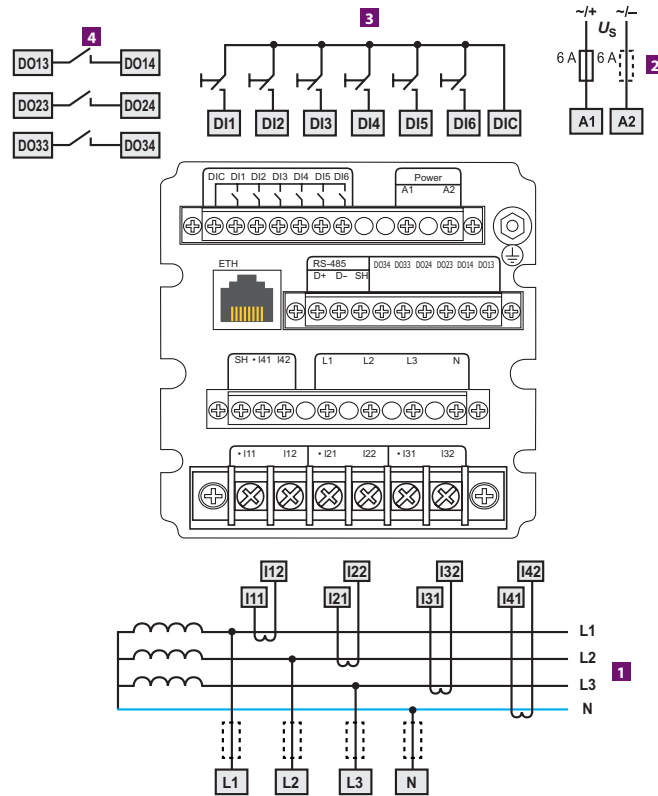 3
~/+ ~/–
4
U_S
DO13 DO14
6 A 6 A 2
DO23 DO24
DI1 DI2 DI3 DI4 DI5 DI6 DIC
A1 A2
DO33 DO34
DIC DI1 DI2 DI3 DI4 DI5 DI6
Power
A1 A2
ETH
RS-485 DO34 DO33 DO24 DO23 DO14 DO13
D+ D– SH
SH • I41 I42 L1 L2 L3 N
• I11 I12 • I21 I22 • I31 I32
I12 I22 I32 I42
I11 I21 I31 I41
L1
L2
1
L3
N
L1 L2 L3 N